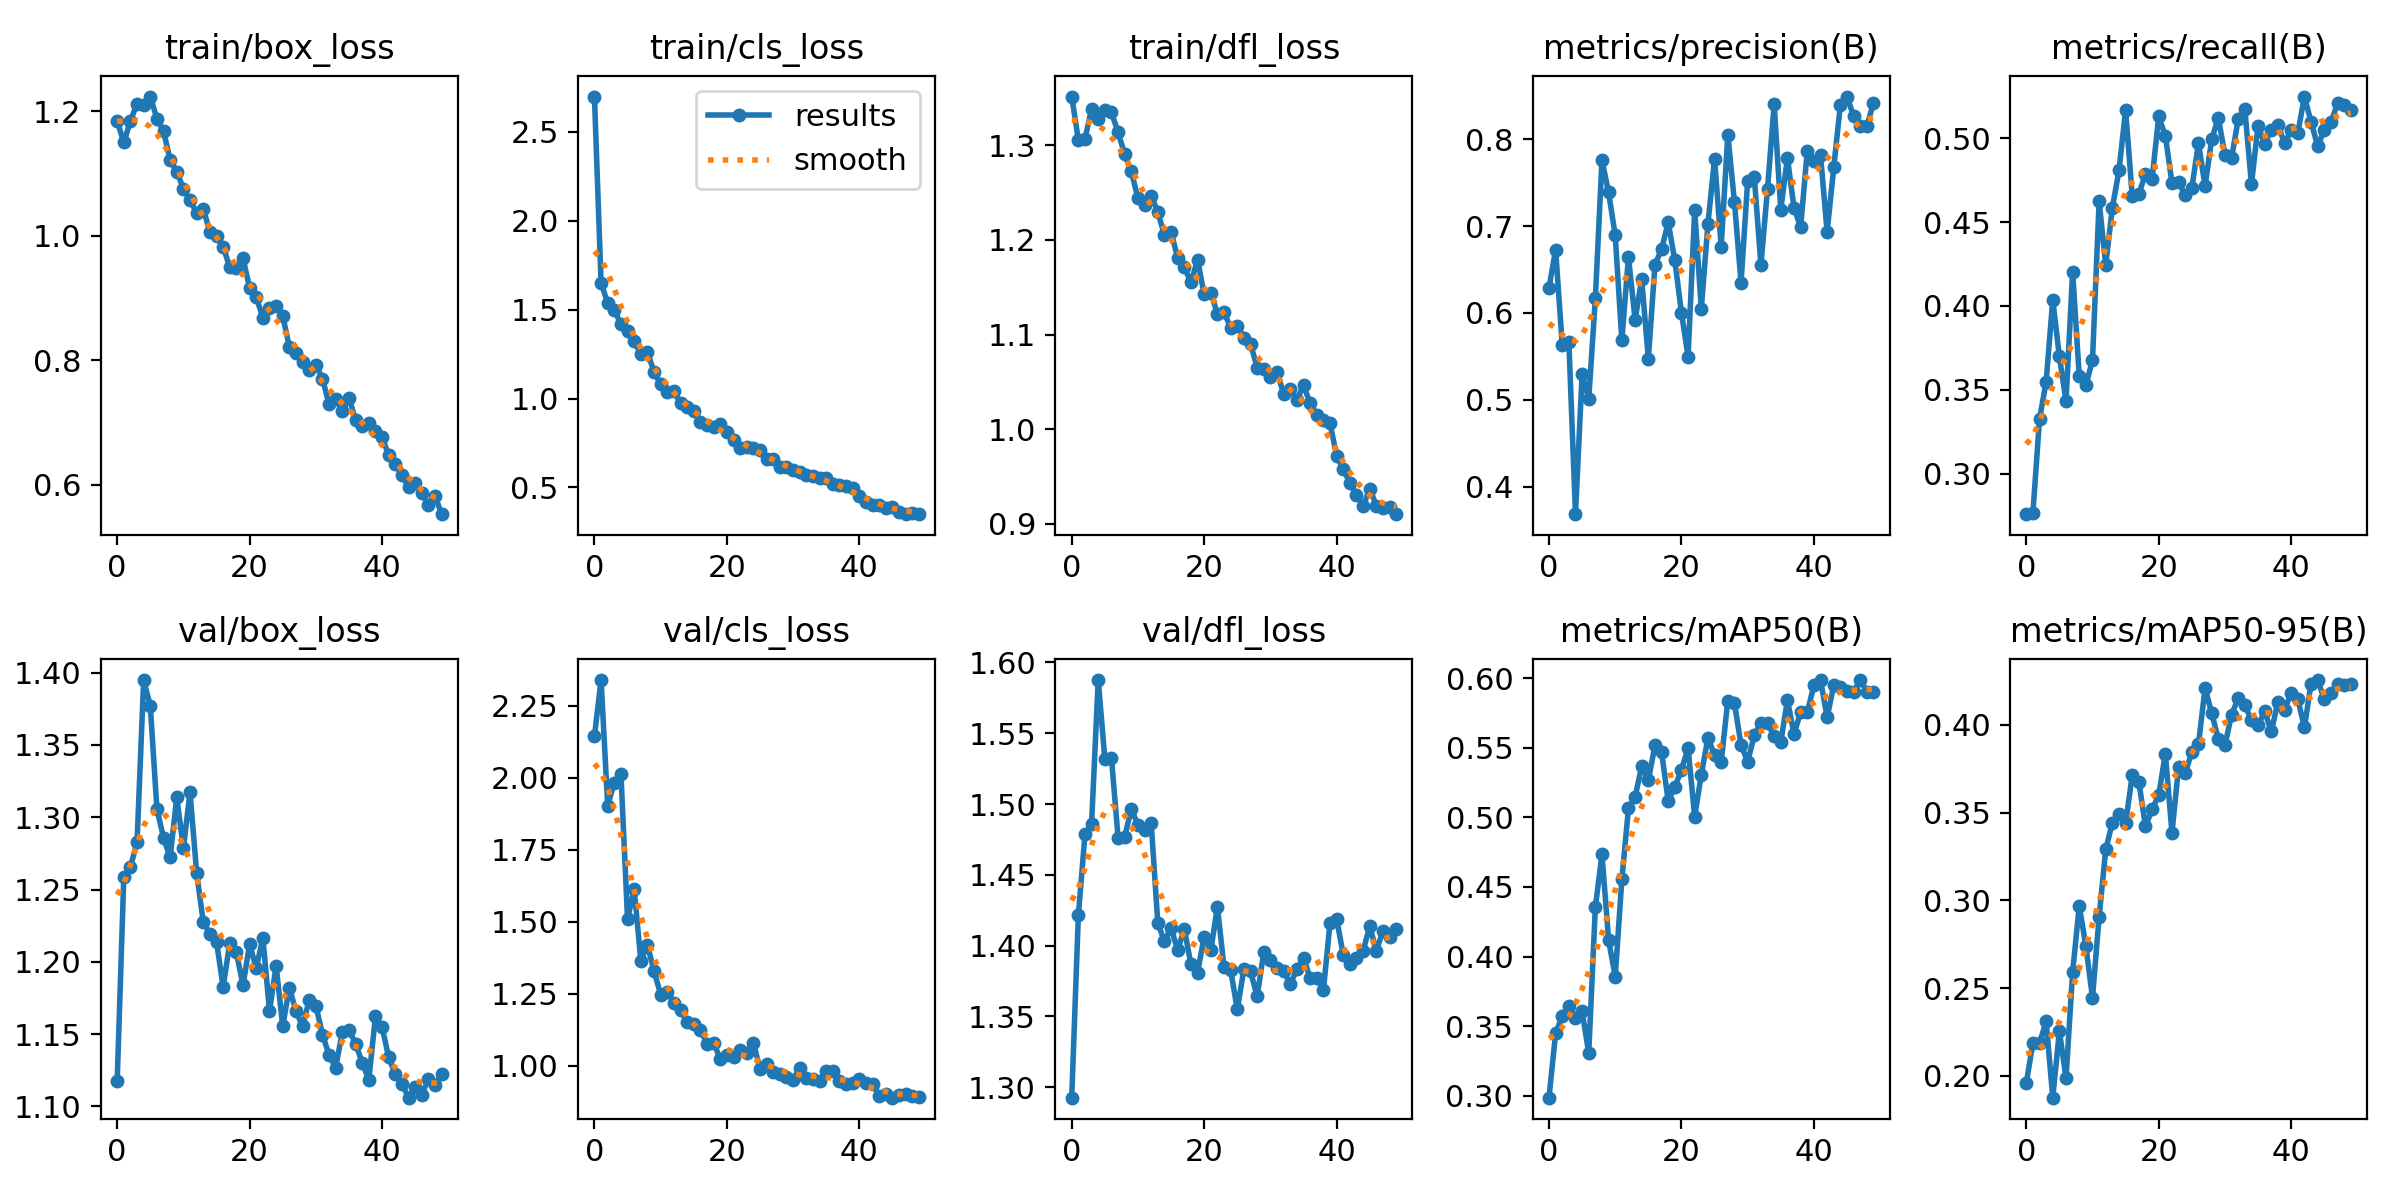 train/box_loss
1.2
1.0
0.8
0.6
0 20 40
train/cls_loss
results
smooth
2.5
2.0
1.5
1.0
0.5
0 20 40
train/dfl_loss
1.3
1.2
1.1
1.0
0.9
0 20 40
metrics/precision(B)
0.8
0.7
0.6
0.5
0.4
0 20 40
metrics/recall(B)
0.50
0.45
0.40
0.35
0.30
0 20 40
val/box_loss
1.40
1.35
1.30
1.25
1.20
1.15
1.10
0 20 40
val/cls_loss
2.25
2.00
1.75
1.50
1.25
1.00
0 20 40
val/dfl_loss
1.60
1.55
1.50
1.45
1.40
1.35
1.30
0 20 40
metrics/mAP50(B)
0.60
0.55
0.50
0.45
0.40
0.35
0.30
0 20 40
metrics/mAP50-95(B)
0.40
0.35
0.30
0.25
0.20
0 20 40